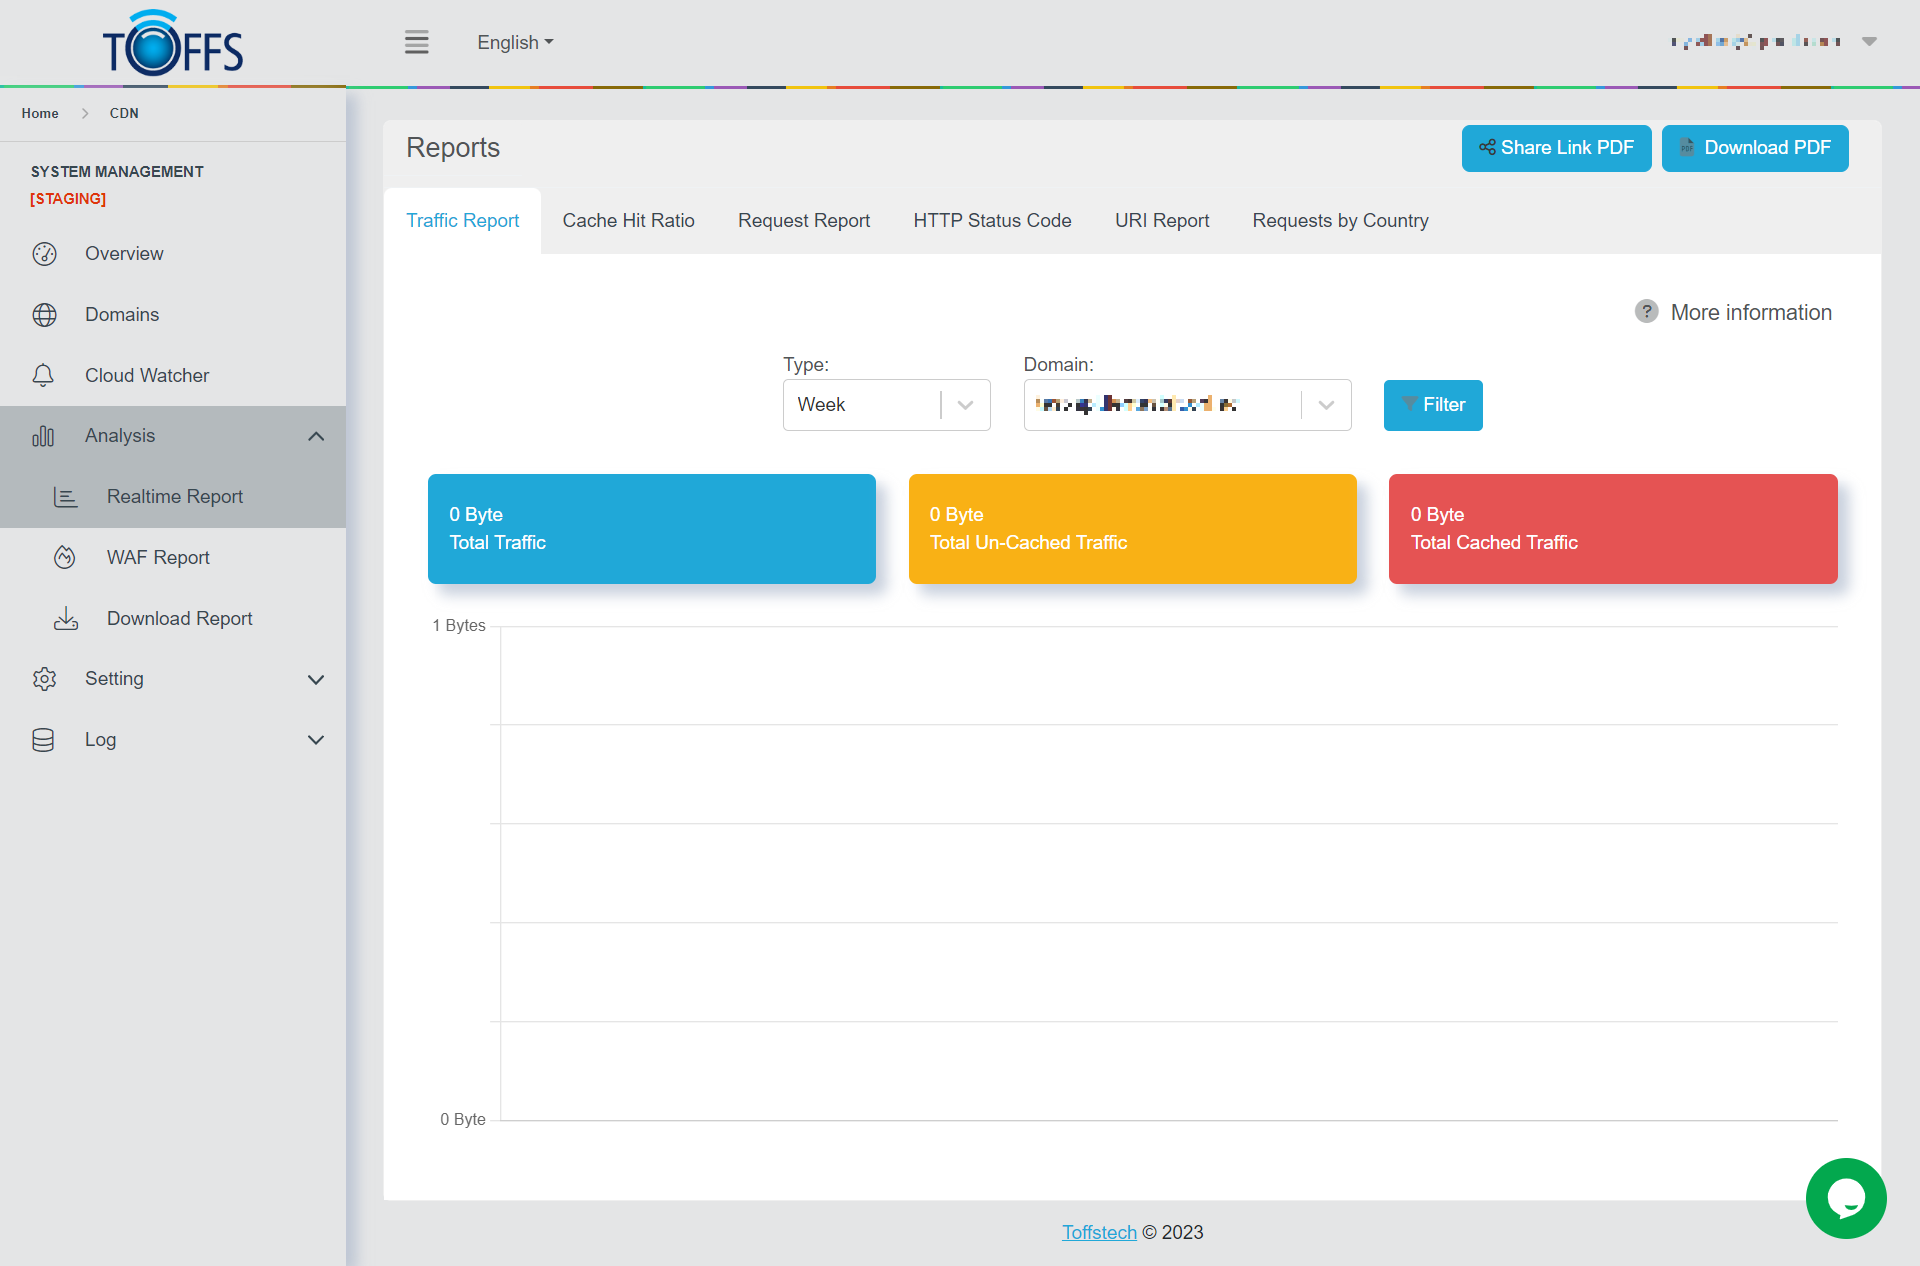 TOFFS
English
Home
CDN
SYSTEM MANAGEMENT
[STAGING]
Overview
Domains
Cloud Watcher
Analysis
Realtime Report
WAF Report
Download Report
Setting
Log
Reports
Share Link PDF
PDF Download PDF
Traffic Report
Cache Hit Ratio
Request Report
HTTP Status Code
URI Report
Requests by Country
? More information
Type:
Week
Domain:
Filter
0 Byte
Total Traffic
0 Byte
Total Un-Cached Traffic
0 Byte
Total Cached Traffic
1 Bytes
0 Byte
Toffstech © 2023